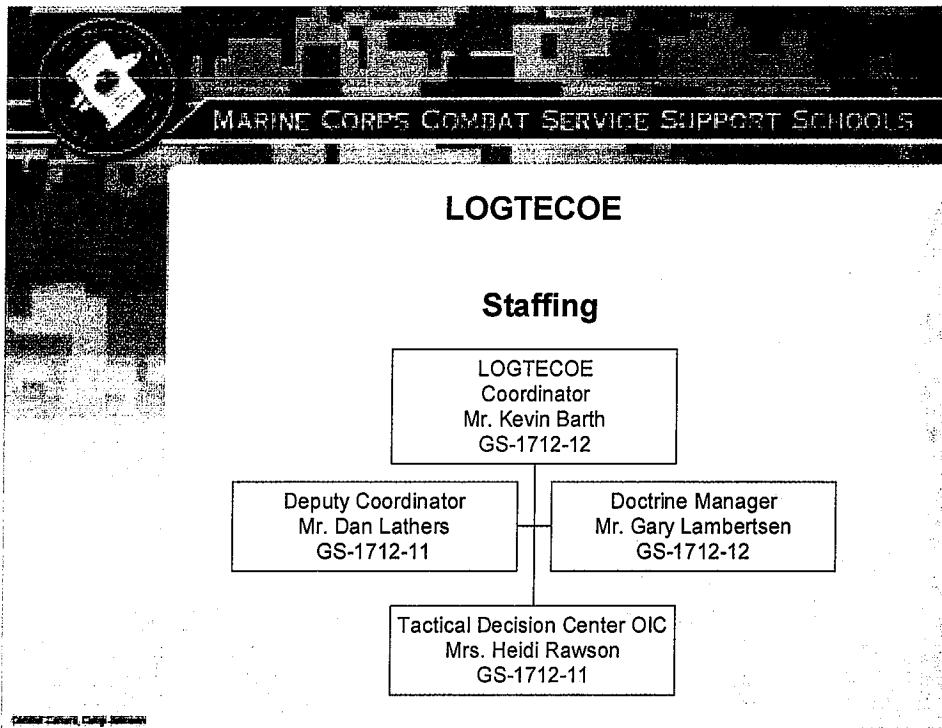 MARINE CORPS COMBAT SERVICE SUPPORT SCHOOLS
LOGTECOE
Staffing
LOGTECOE
Coordinator
Mr. Kevin Barth
GS-1712-12
Deputy Coordinator
Mr. Dan Lathers
GS-1712-11
Doctrine Manager
Mr. Gary Lambertsen
GS-1712-12
Tactical Decision Center OIC
Mrs. Heidi Rawson
GS-1712-11